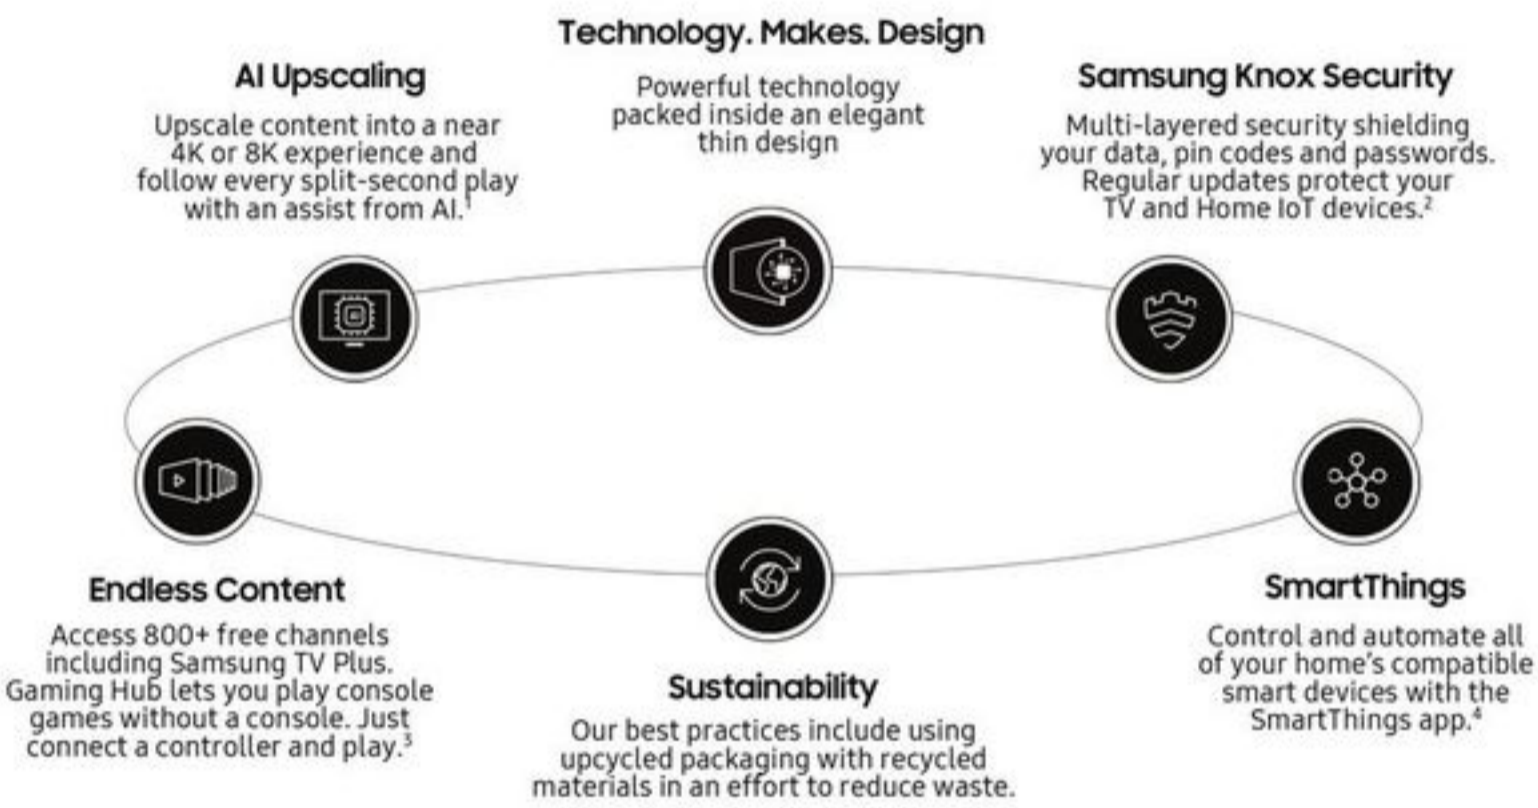 Technology. Makes. Design
Powerful technology
packed inside an elegant
thin design
AI Upscaling
Upscale content into a near
4K or 8K experience and
follow every split-second play
with an assist from AI.¹
Samsung Knox Security
Multi-layered security shielding
your data, pin codes and passwords.
Regular updates protect your
TV and Home IoT devices.²
AI
Endless Content
Access 800+ free channels
including Samsung TV Plus.
Gaming Hub lets you play console
games without a console. Just
connect a controller and play.³
Sustainability
Our best practices include using
upcycled packaging with recycled
materials in an effort to reduce waste.
SmartThings
Control and automate all
of your home's compatible
smart devices with the
SmartThings app.⁴